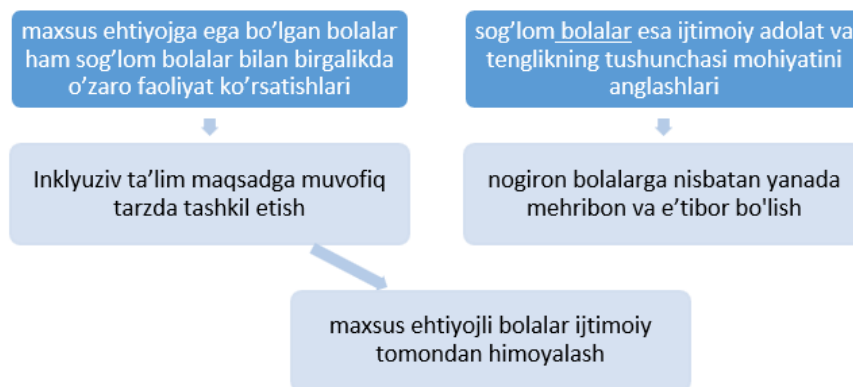 maxsus ehtiyojga ega bo’lgan bolalar
ham sog’lom bolalar bilan birgalikda
o’zaro faoliyat ko’rsatishlari
sog’lom bolalar esa ijtimoiy adolat va
tenglikning tushunchasi mohiyatini
anglashlari
Inklyuziv ta’lim maqsadga muvofiq
tarzda tashkil etish
nogiron bolalarga nisbatan yanada
mehribon va e’tibor bo'lish
maxsus ehtiyojli bolalar ijtimoiy
tomondan himoyalash